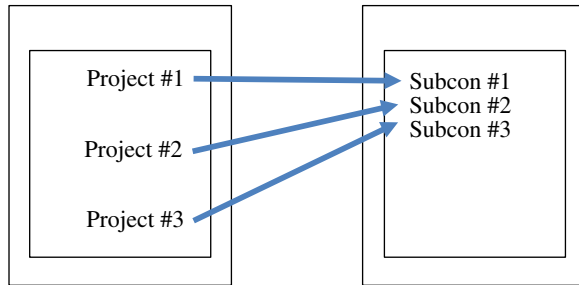 Project #1
Project #2
Project #3
Subcon #1
Subcon #2
Subcon #3